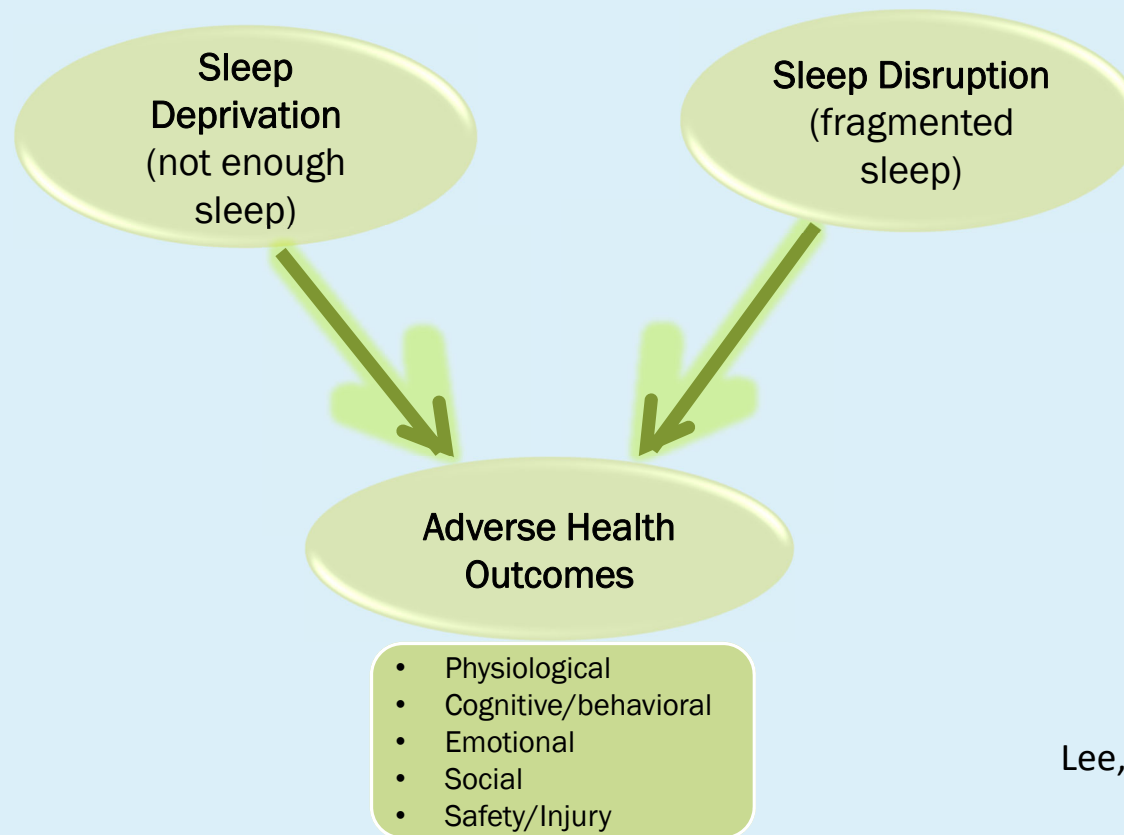 Sleep
Deprivation
(not enough
sleep)
Sleep Disruption
(fragmented
sleep)
Adverse Health
Outcomes
• Physiological
• Cognitive/behavioral
• Emotional
• Social
• Safety/Injury
Lee,